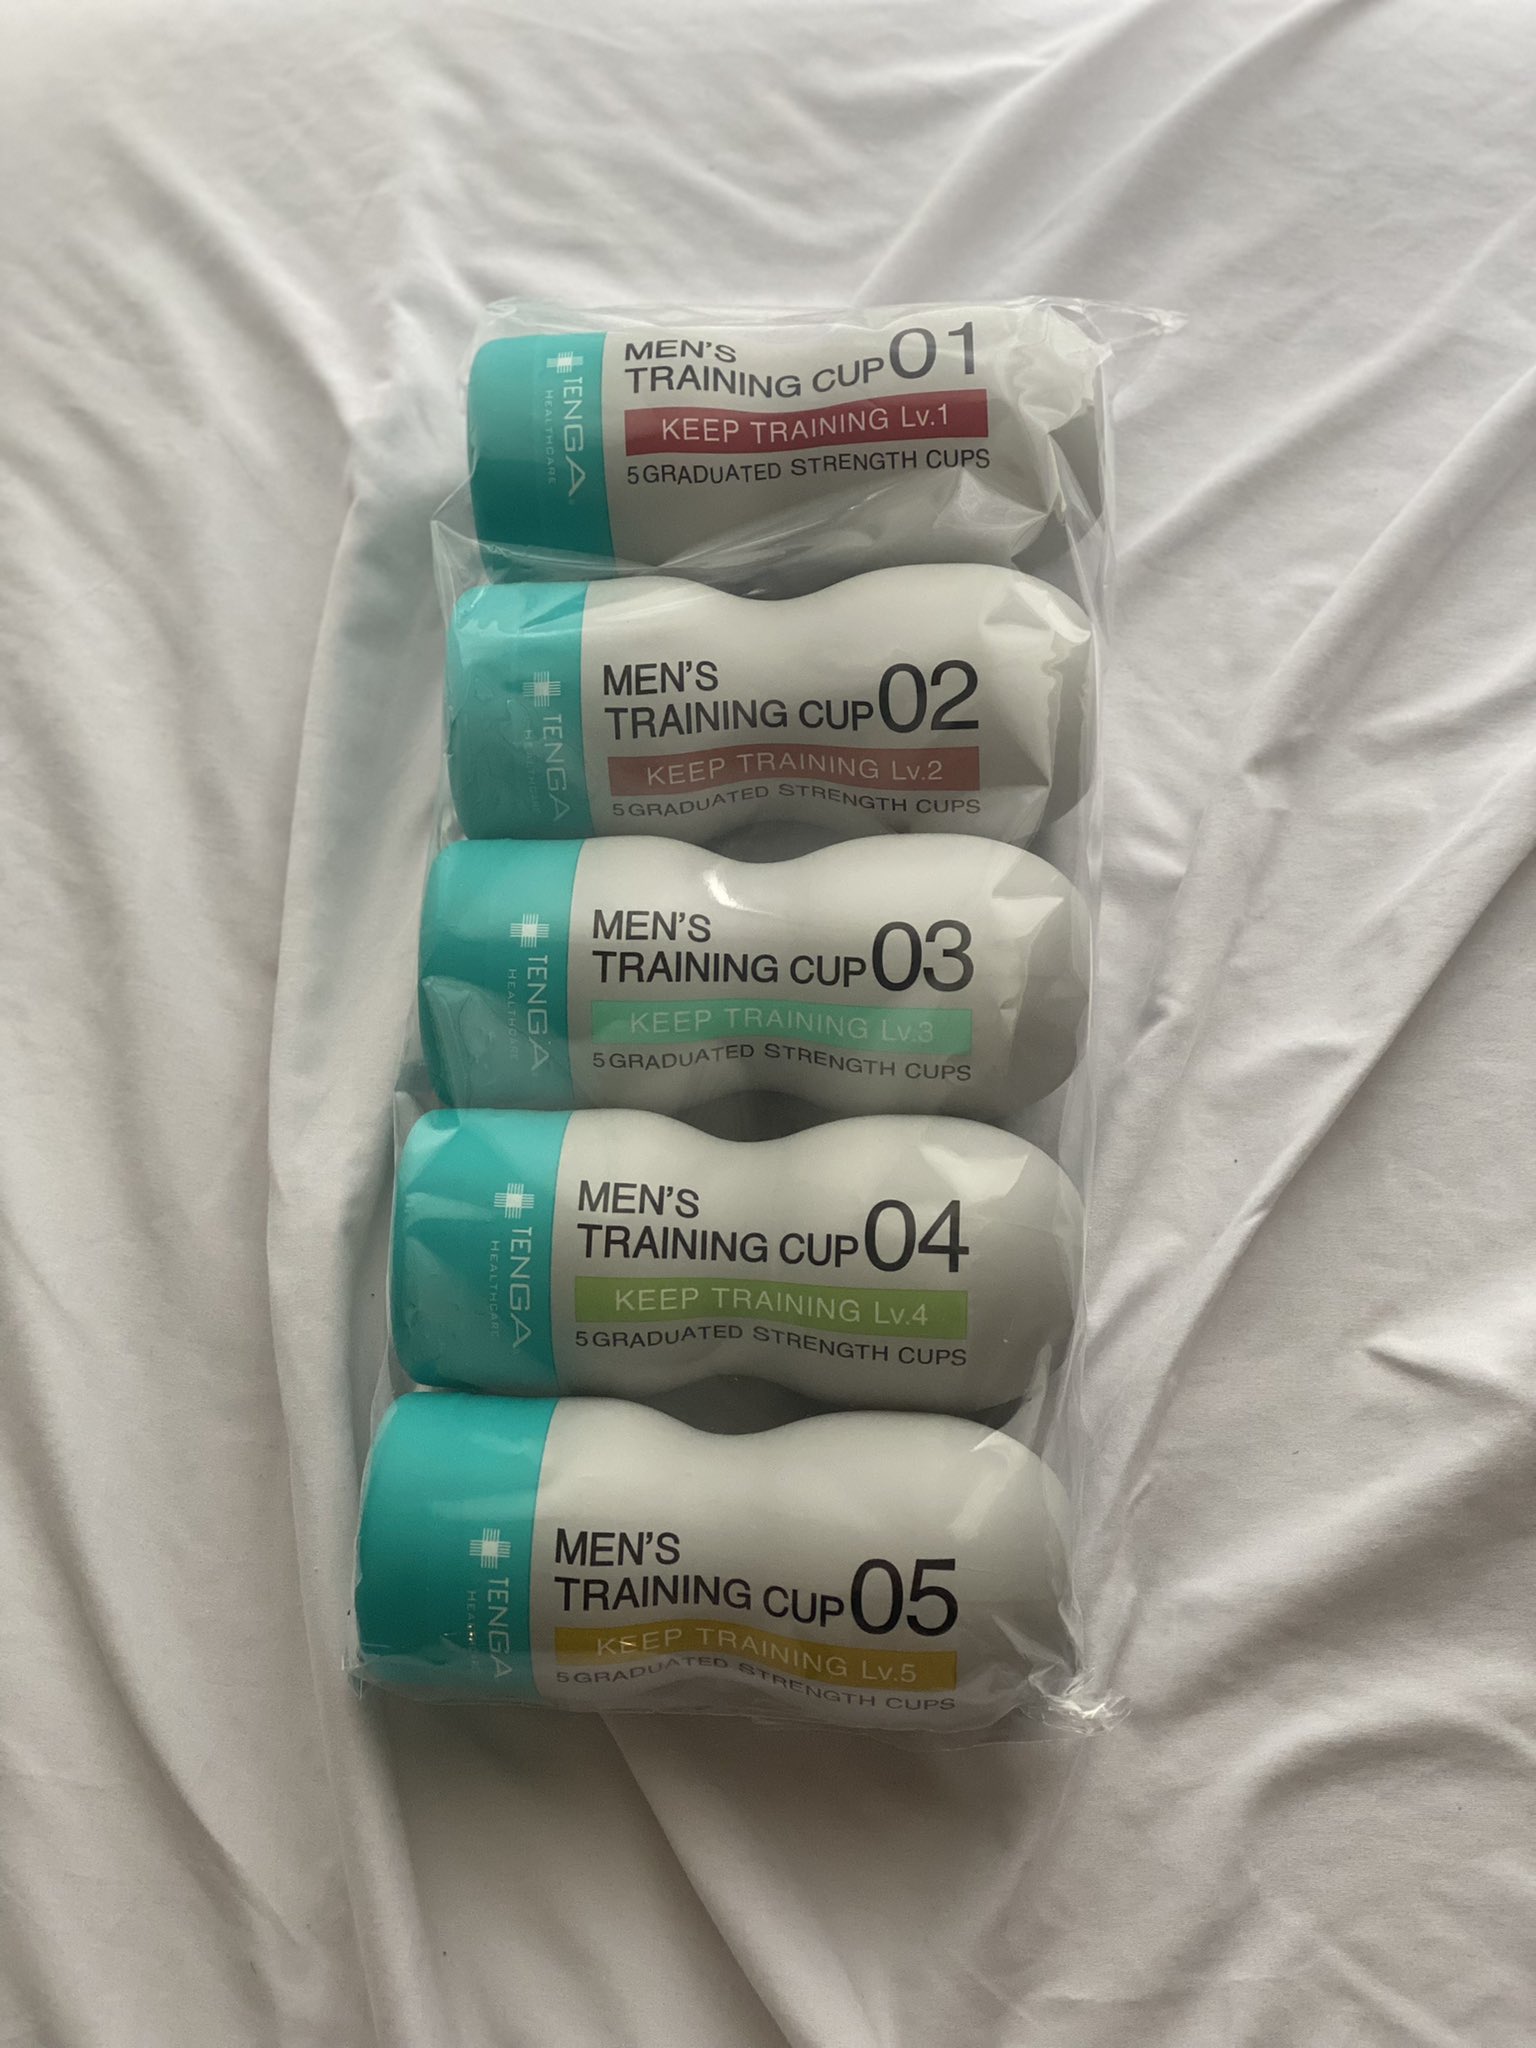 TENGA
HEALTHCARE
MEN'S
TRAINING CUP 01
KEEP TRAINING Lv.1
5 GRADUATED STRENGTH CUPS
TENGA
HEALTHCARE
MEN'S
TRAINING CUP 02
KEEP TRAINING Lv.2
5 GRADUATED STRENGTH CUPS
TENGA
HEALTHCARE
MEN'S
TRAINING CUP 03
KEEP TRAINING Lv.3
5 GRADUATED STRENGTH CUPS
TENGA
HEALTHCARE
MEN'S
TRAINING CUP 04
KEEP TRAINING Lv.4
5 GRADUATED STRENGTH CUPS
TENGA
HEALTHCARE
MEN'S
TRAINING CUP 05
KEEP TRAINING Lv.5
5 GRADUATED STRENGTH CUPS